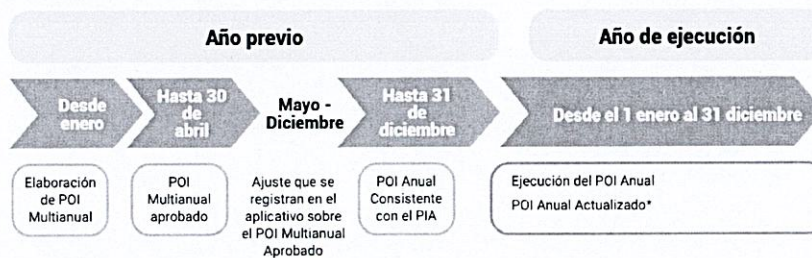 Año previo
Año de ejecución
Desde
enero
Hasta 30
de
abril
Mayo -
Diciembre
Hasta 31
de
diciembre
Desde el 1 enero al 31 diciembre
Elaboración
de POI
Multianual
POI
Multianual
aprobado
Ajuste que se
registran en el
aplicativo sobre
el POI Multianual
Aprobado
POI Anual
Consistente
con el PIA
Ejecución del POI Anual
POI Anual Actualizado*